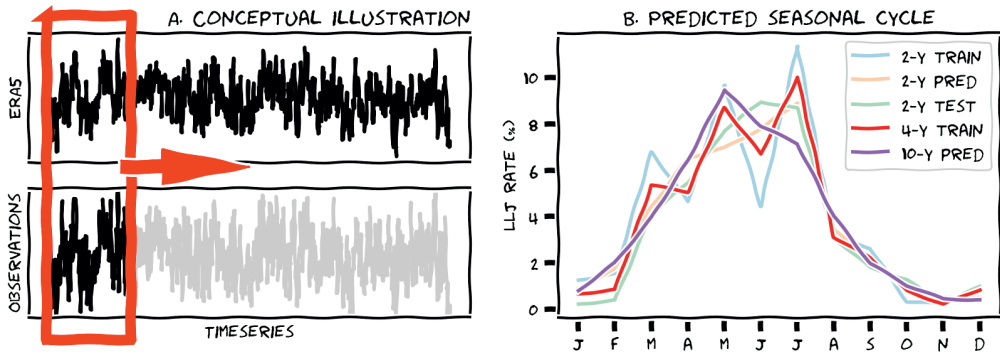 A. CONCEPTUAL ILLUSTRATION
ERA5
OBSERVATIONS
TIMESERIES
B. PREDICTED SEASONAL CYCLE
LLJ RATE (%)
10
8
6
4
2
0
J F M A M J J A S O N D
2-Y TRAIN
2-Y PRED
2-Y TEST
4-Y TRAIN
10-Y PRED